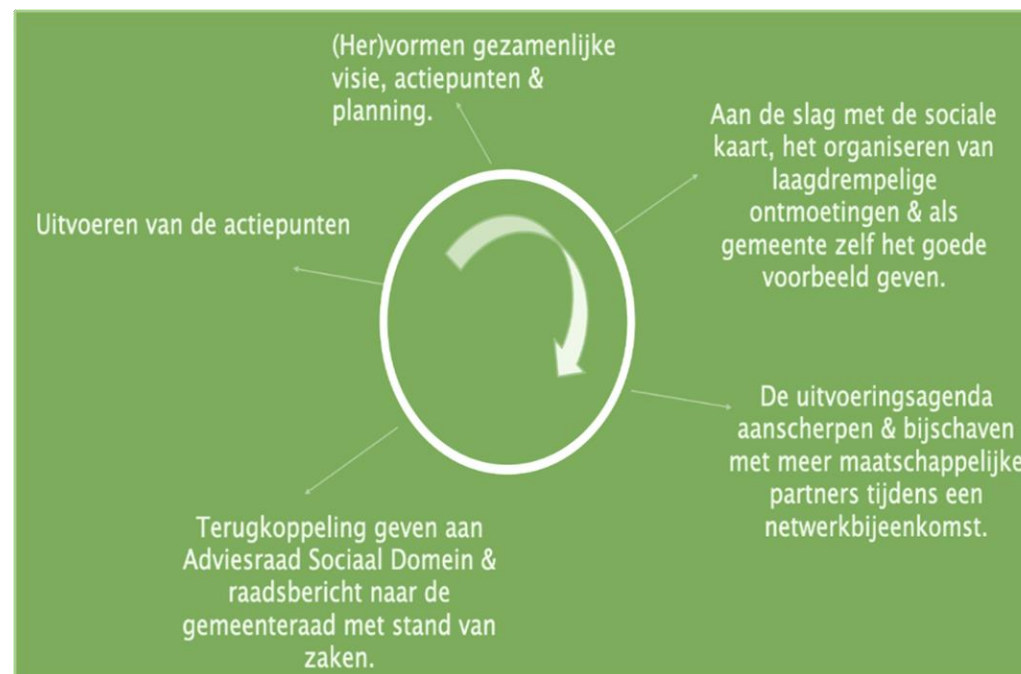 (Her)vormen gezamenlijke
visie, actiepunten &
planning.
Aan de slag met de sociale
kaart, het organiseren van
laagdrempelige
ontmoetingen & als
gemeente zelf het goede
voorbeeld geven.
De uitvoeringsagenda
aanscherpen & bijschaven
met meer maatschappelijke
partners tijdens een
netwerkbijeenkomst.
Terugkoppeling geven aan
Adviesraad Sociaal Domein &
raadsbericht naar de
gemeenteraad met stand van
zaken.
Uitvoeren van de actiepunten